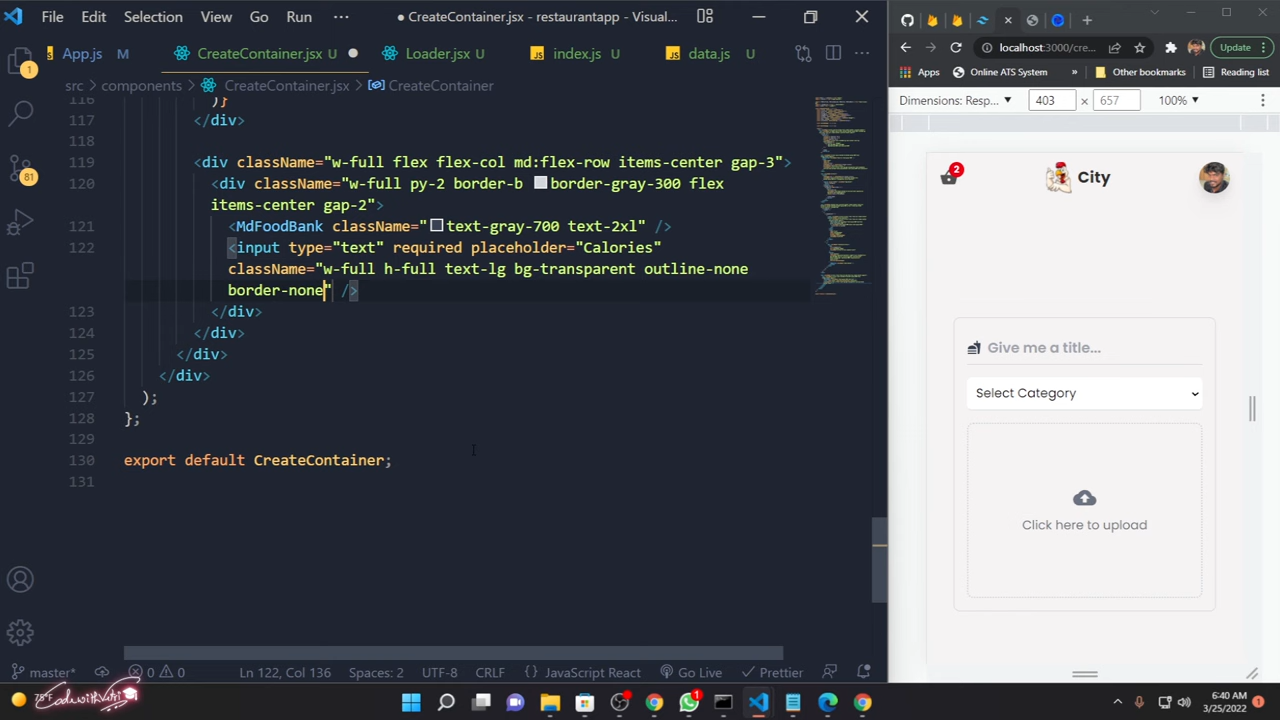 File Edit Selection View Go Run ··· ● CreateContainer.jsx - restaurantapp - Visual...
App.js M CreateContainer.jsx U ● Loader.jsx U index.js U data.js U
src > components > CreateContainer.jsx > CreateContainer
116 )}
117 </div>
118
119 <div className="w-full flex flex-col md:flex-row items-center gap-3">
120 <div className="w-full py-2 border-b border-gray-300 flex
items-center gap-2">
121 <MdFoodBank className="text-gray-700 text-2xl" />
122 <input type="text" required placeholder="Calories"
className="w-full h-full text-lg bg-transparent outline-none
border-none" />
123 </div>
124 </div>
125 </div>
126 </div>
127 );
128 };
129
130 export default CreateContainer;
131
1
81
master* 0 0 Ln 122, Col 136 Spaces: 2 UTF-8 CRLF {} JavaScript React Go Live Prettier
localhost:3000/cre... Update
Apps Online ATS System » Other bookmarks Reading list
Dimensions: Resp... 403 × 657 100%
2 City
Give me a title...
Select Category
Click here to upload
78°F
1
6:40 AM
3/25/2022
1